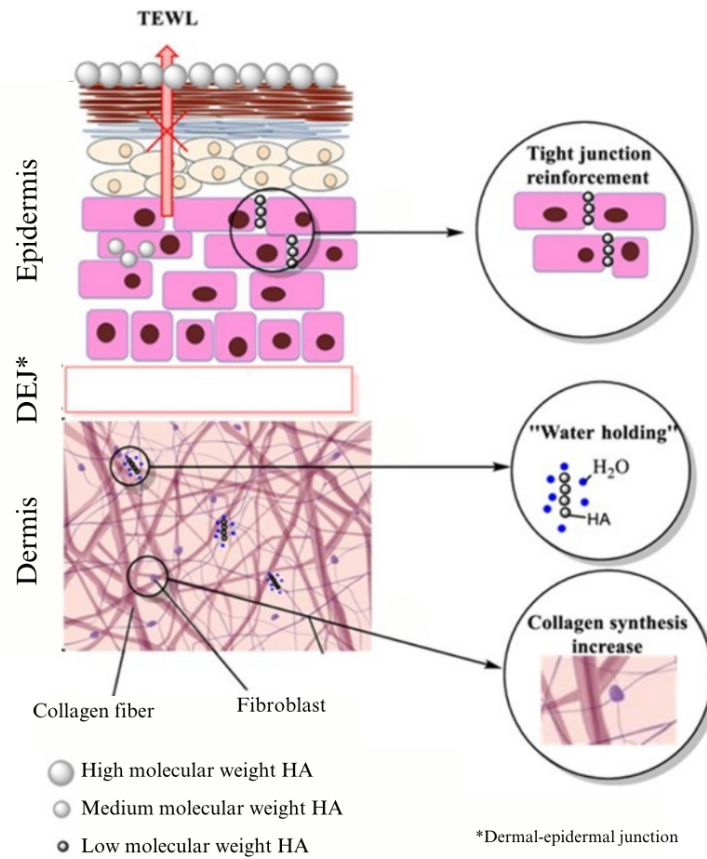 TEWL
Epidermis
DEJ*
Dermis
Tight junction
reinforcement
"Water holding"
H₂O
HA
Collagen synthesis
increase
Collagen fiber
Fibroblast
High molecular weight HA
Medium molecular weight HA
Low molecular weight HA
*Dermal-epidermal junction